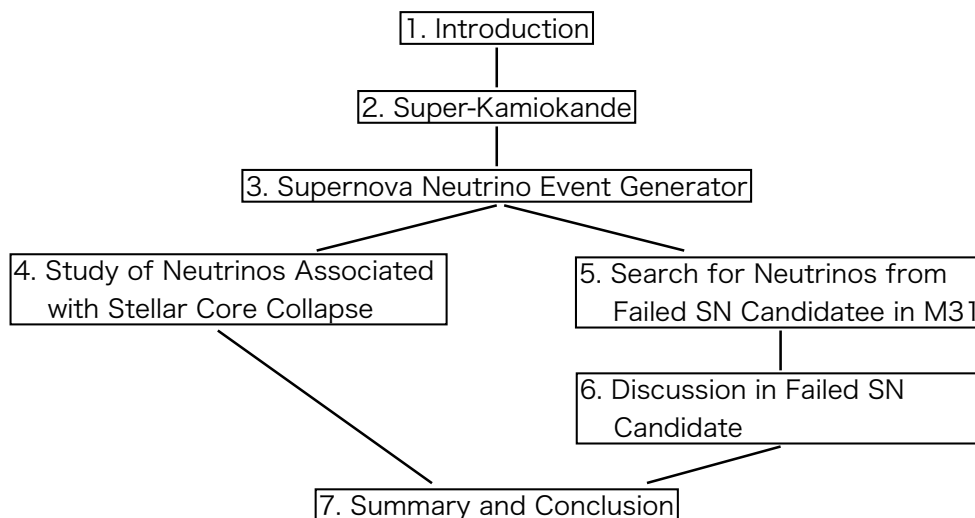 1. Introduction
2. Super-Kamiokande
3. Supernova Neutrino Event Generator
4. Study of Neutrinos Associated
with Stellar Core Collapse
5. Search for Neutrinos from
Failed SN Candidatee in M31
6. Discussion in Failed SN
Candidate
7. Summary and Conclusion